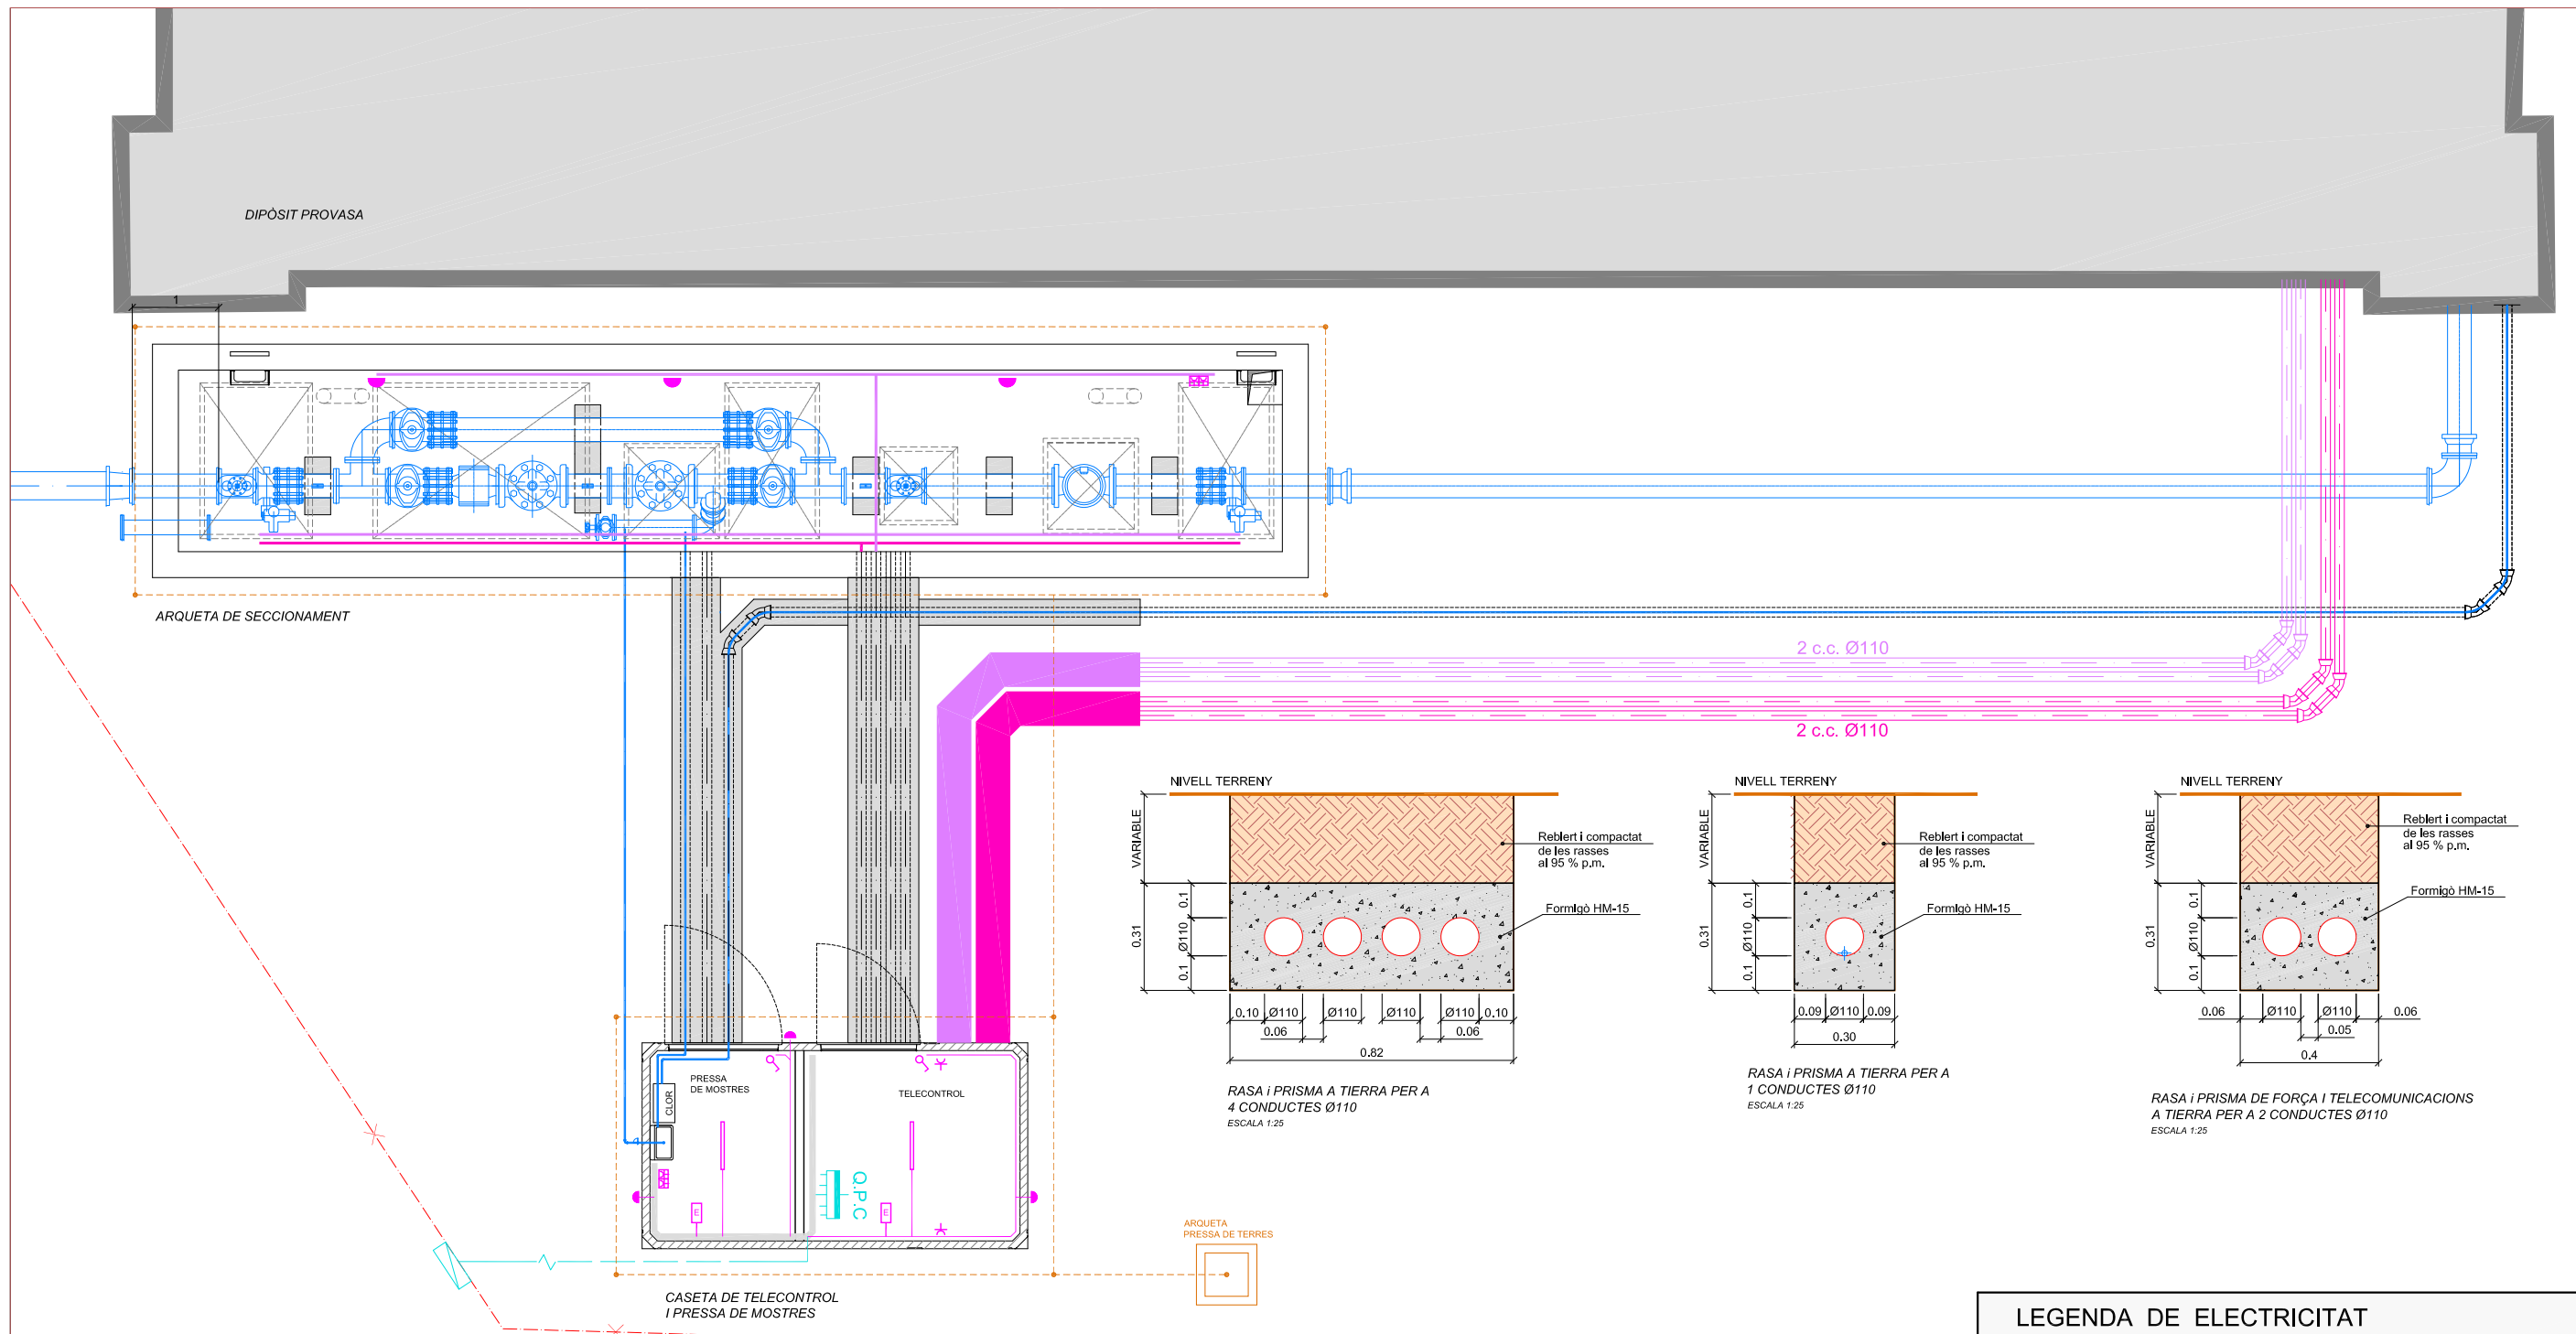 DIPÒSIT PROVASA
1
ARQUETA DE SECCIONAMENT
2 c.c. Ø110
2 c.c. Ø110
NIVELL TERRENY
VARIABLE
0.31
0.1
Ø110
0.1
Reblert i compactat
de les rasses
al 95 % p.m.
Formigò HM-15
0.10
Ø110
Ø110
Ø110
Ø110
0.10
0.06
0.06
0.82
RASA i PRISMA A TIERRA PER A
4 CONDUCTES Ø110
ESCALA 1:25
NIVELL TERRENY
VARIABLE
0.31
0.1
Ø110
0.1
Reblert i compactat
de les rasses
al 95 % p.m.
Formigò HM-15
0.09
Ø110
0.09
0.30
RASA i PRISMA A TIERRA PER A
1 CONDUCTES Ø110
ESCALA 1:25
NIVELL TERRENY
VARIABLE
0.31
0.1
Ø110
0.1
Reblert i compactat
de les rasses
al 95 % p.m.
Formigò HM-15
0.06
Ø110
Ø110
0.06
0.05
0.4
RASA i PRISMA DE FORÇA I TELECOMUNICACIONS
A TIERRA PER A 2 CONDUCTES Ø110
ESCALA 1:25
PRESSA
DE MOSTRES
CLOR
TELECONTROL
Q.P.C
E
E
CASETA DE TELECONTROL
I PRESSA DE MOSTRES
ARQUETA
PRESSA DE TERRES
LEGENDA DE ELECTRICITAT